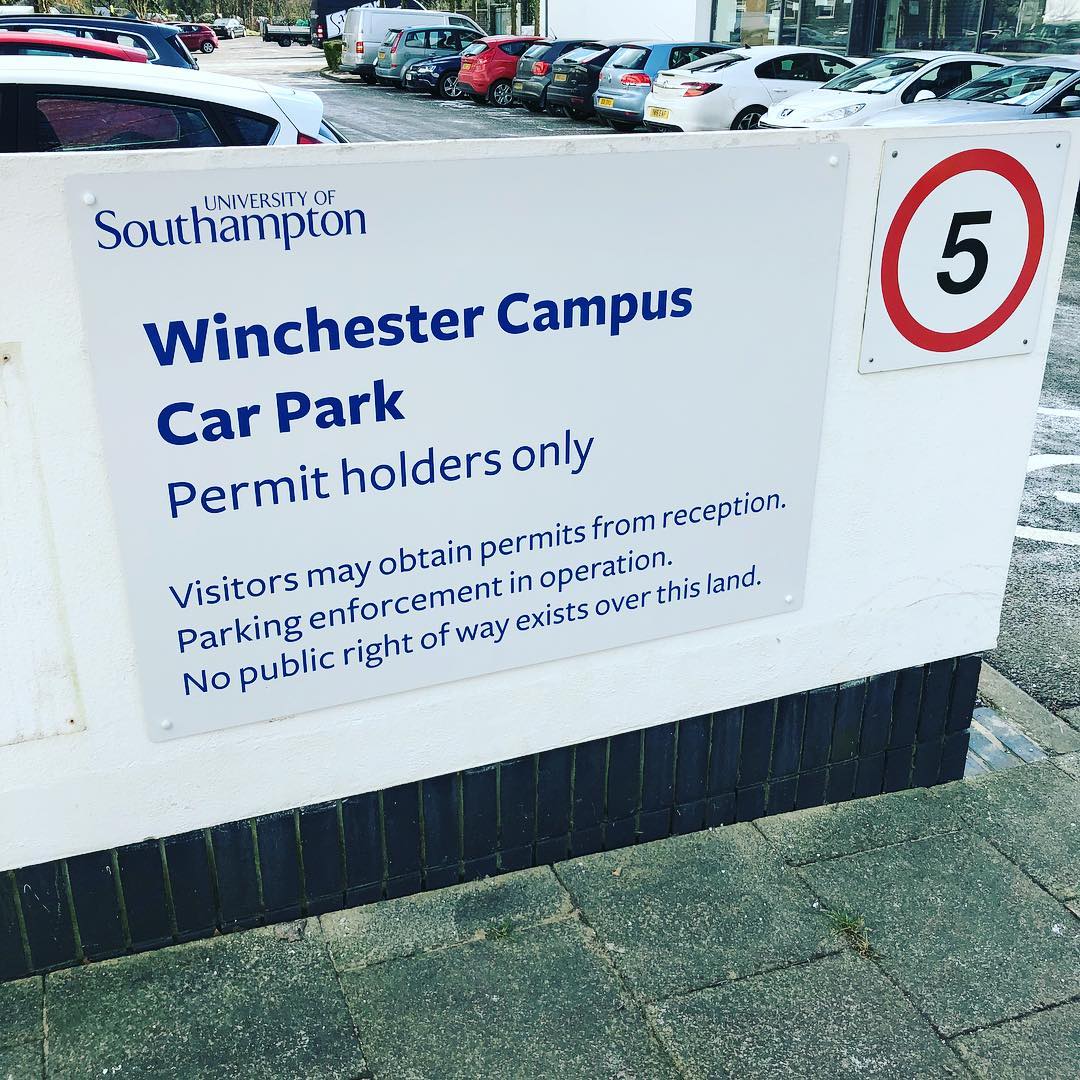 UNIVERSITY OF
Southampton
Winchester Campus
Car Park
Permit holders only
Visitors may obtain permits from reception.
Parking enforcement in operation.
No public right of way exists over this land.
5